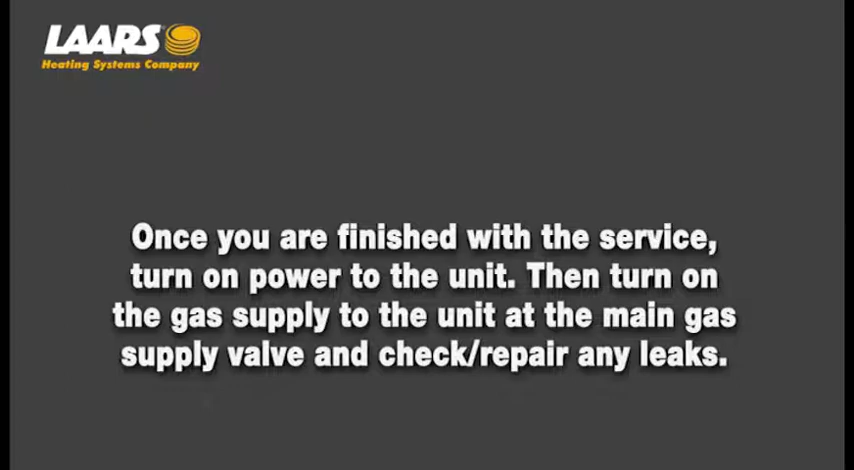 LAARS
Heating Systems Company
Once you are finished with the service,
turn on power to the unit. Then turn on
the gas supply to the unit at the main gas
supply valve and check/repair any leaks.